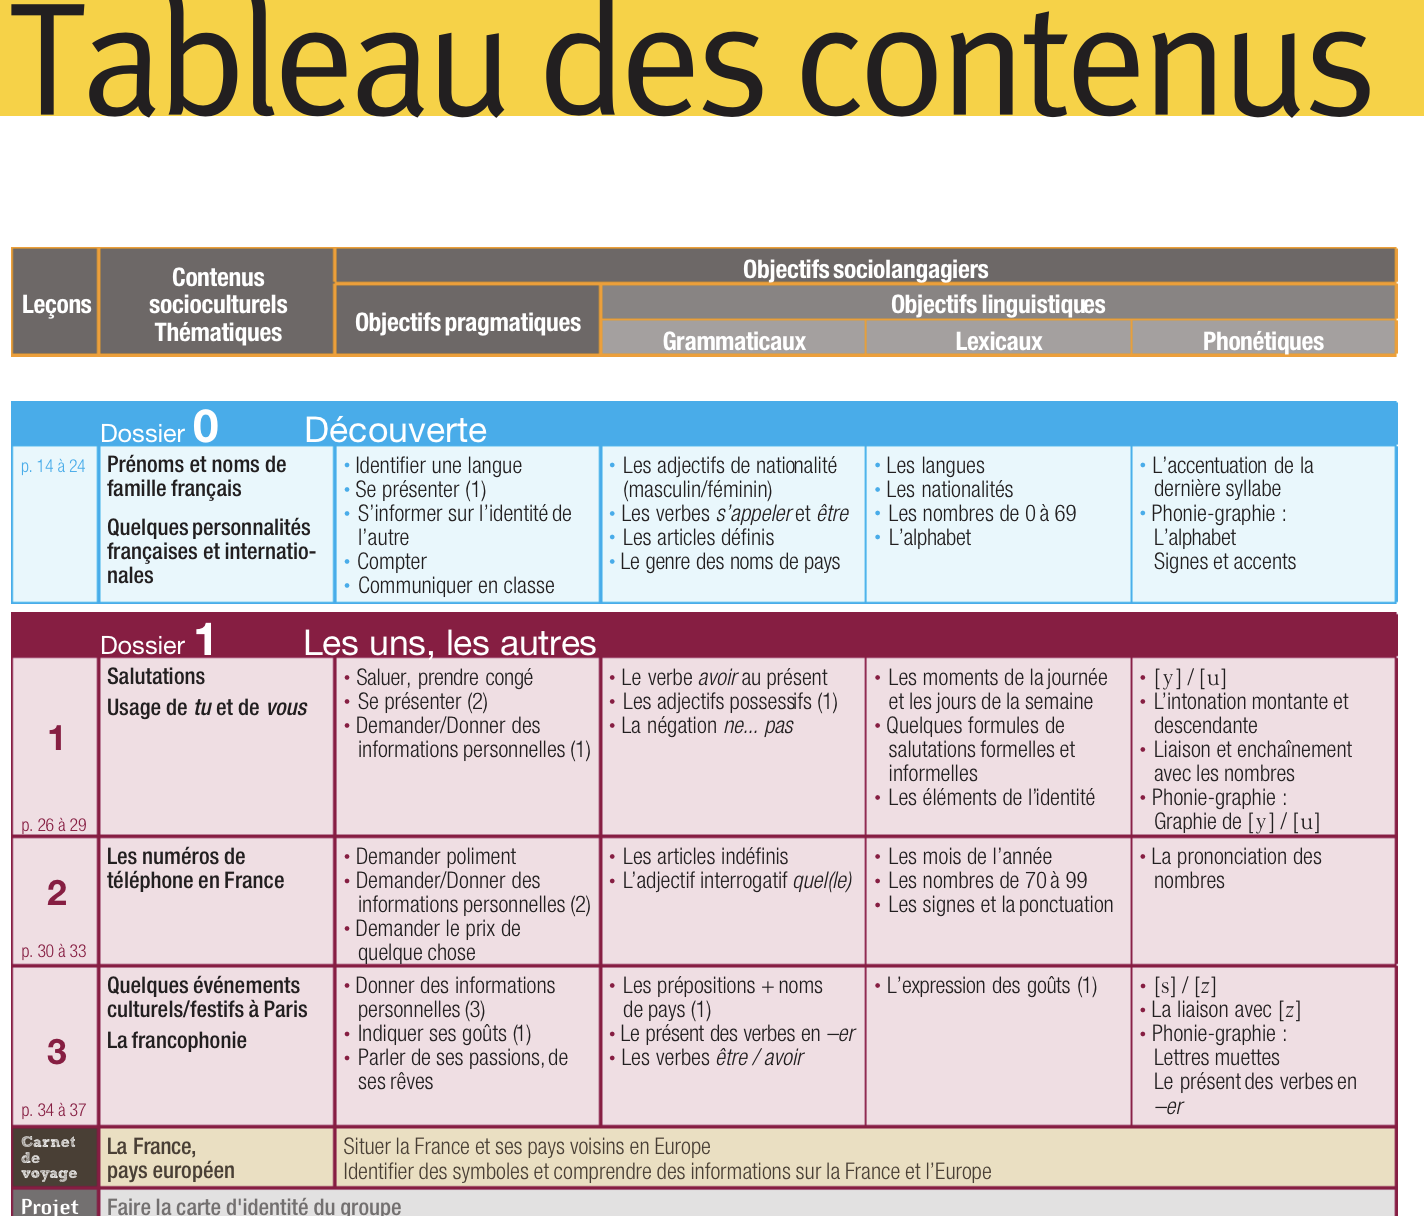 Tableau des contenus
Leçons
Contenus
socioculturels
Thématiques
Objectifs sociolangagiers
Objectifs pragmatiques
Objectifs linguistiques
Grammaticaux
Lexicaux
Phonétiques
Dossier 0 Découverte
p. 14 à 24
Prénoms et noms de
famille français
Quelques personnalités
françaises et internatio-
nales
• Identifier une langue
• Se présenter (1)
• S'informer sur l'identité de
l'autre
• Compter
• Communiquer en classe
• Les adjectifs de nationalité
(masculin/féminin)
• Les verbes s'appeler et être
• Les articles définis
• Le genre des noms de pays
• Les langues
• Les nationalités
• Les nombres de 0 à 69
• L'alphabet
• L'accentuation de la
dernière syllabe
• Phonie-graphie :
L'alphabet
Signes et accents
Dossier 1 Les uns, les autres
1
p. 26 à 29
Salutations
Usage de tu et de vous
• Saluer, prendre congé
• Se présenter (2)
• Demander/Donner des
informations personnelles (1)
• Le verbe avoir au présent
• Les adjectifs possessifs (1)
• La négation ne... pas
• Les moments de la journée
et les jours de la semaine
• Quelques formules de
salutations formelles et
informelles
• Les éléments de l'identité
• [y] / [u]
• L'intonation montante et
descendante
• Liaison et enchaînement
avec les nombres
• Phonie-graphie :
Graphie de [y] / [u]
2
p. 30 à 33
Les numéros de
téléphone en France
• Demander poliment
• Demander/Donner des
informations personnelles (2)
• Demander le prix de
quelque chose
• Les articles indéfinis
• L'adjectif interrogatif quel(le)
• Les mois de l'année
• Les nombres de 70 à 99
• Les signes et la ponctuation
• La prononciation des
nombres
3
p. 34 à 37
Quelques événements
culturels/festifs à Paris
La francophonie
• Donner des informations
personnelles (3)
• Indiquer ses goûts (1)
• Parler de ses passions, de
ses rêves
• Les prépositions + noms
de pays (1)
• Le présent des verbes en –er
• Les verbes être / avoir
• L'expression des goûts (1)
• [s] / [z]
• La liaison avec [z]
• Phonie-graphie :
Lettres muettes
Le présent des verbes en
–er
Carnet
de
voyage
La France,
pays européen
Situer la France et ses pays voisins en Europe
Identifier des symboles et comprendre des informations sur la France et l'Europe
Projet
Faire la carte d'identité du groupe